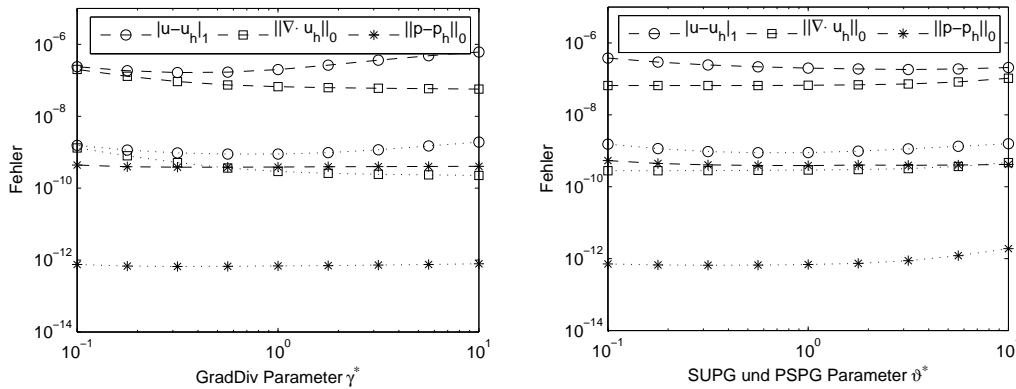 |u−u_h|_1 ||∇· u_h||_0 ||p−p_h||_0
10^−6
10^−8
10^−10
10^−12
10^−14
Fehler
10^−1 10^0 10^1
GradDiv Parameter γ^*
|u−u_h|_1 ||∇· u_h||_0 ||p−p_h||_0
10^−6
10^−8
10^−10
10^−12
10^−14
Fehler
10^−1 10^0 10^1
SUPG und PSPG Parameter ϑ^*